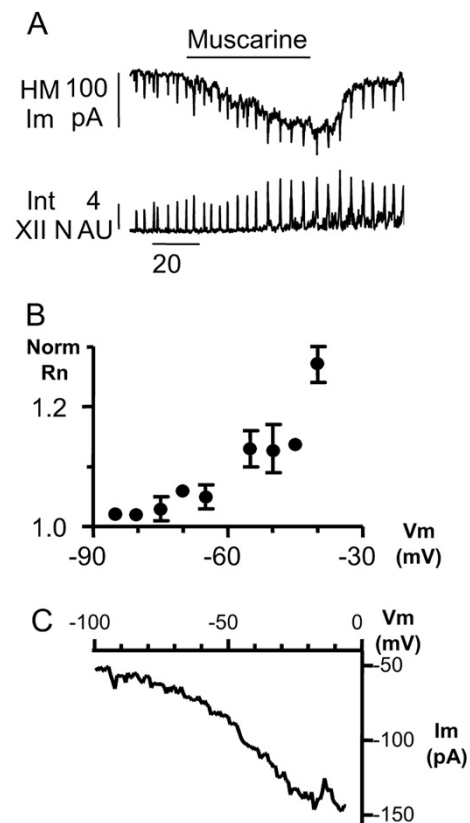 A
Muscarine
HM 100
Im pA
Int 4
XII N AU
20
B
Norm
Rn
1.2
1.0
-90 -60 -30
Vm
(mV)
C
-100 -50 0
Vm
(mV)
-50
-100
-150
Im
(pA)